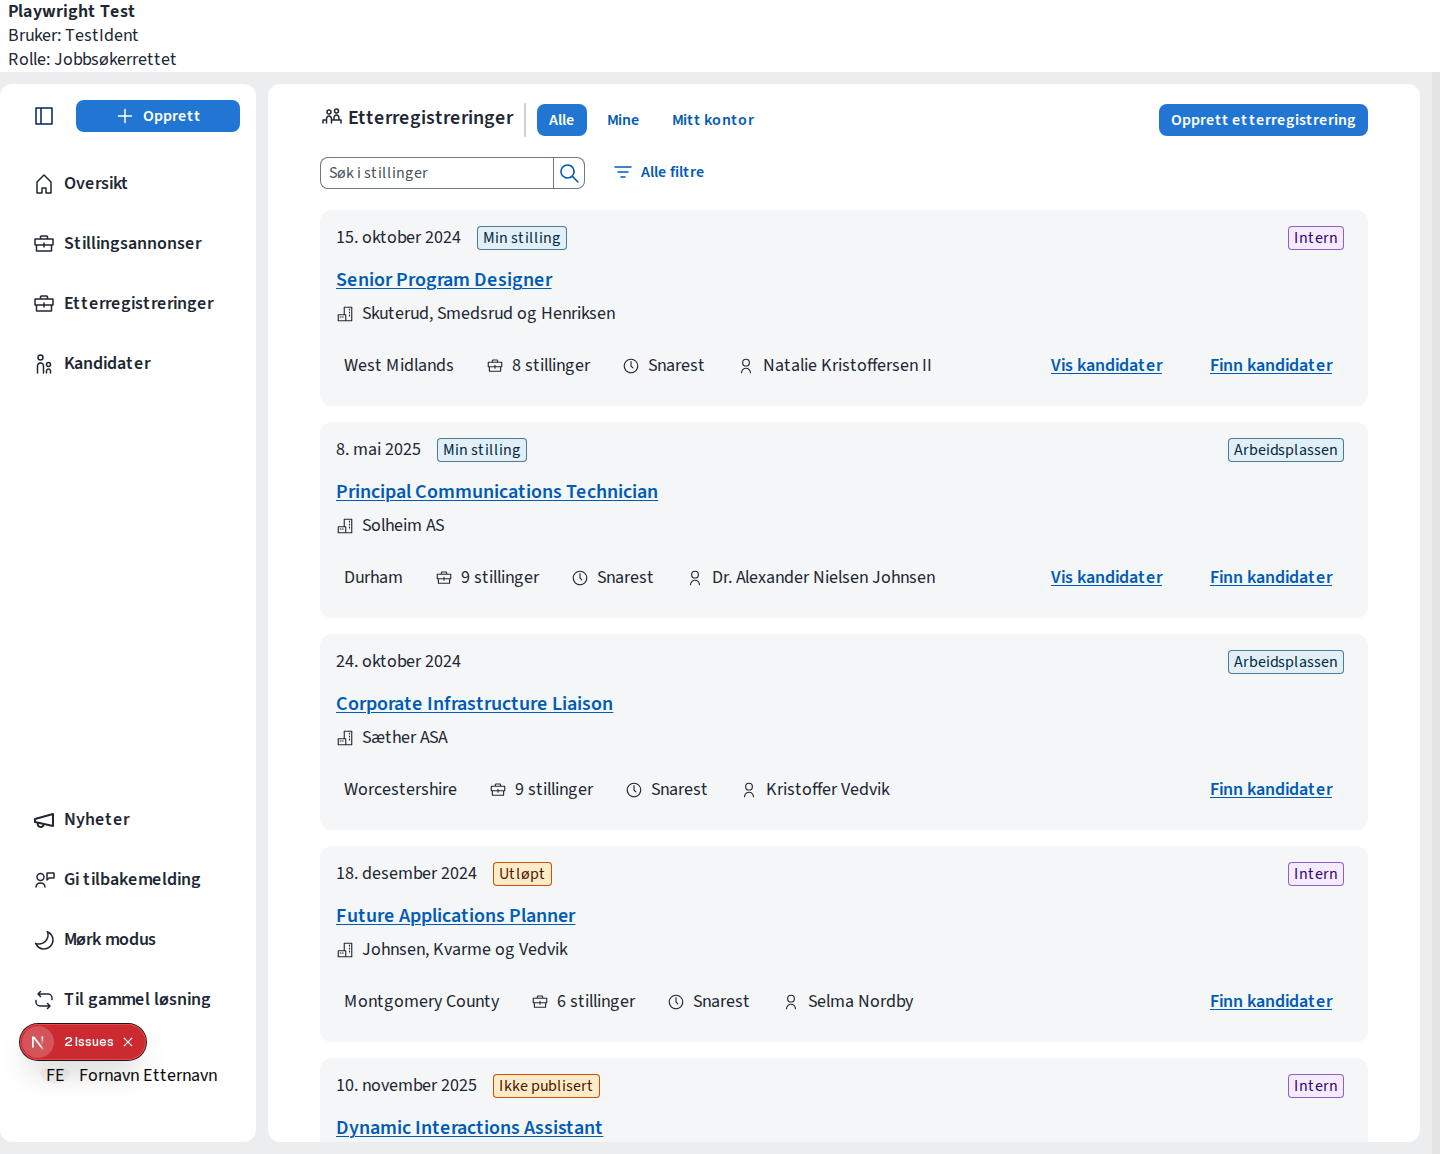 Playwright Test
Bruker: TestIdent
Rolle: Jobbsøkerrettet
Opprett
Oversikt
Stillingsannonser
Etterregistreringer
Kandidater
Nyheter
Gi tilbakemelding
Mørk modus
Til gammel løsning
N 2 Issues
FE Fornavn Etternavn
Etterregistreringer Alle Mine Mitt kontor Opprett etterregistrering
Søk i stillinger Alle filtre
15. oktober 2024 Min stilling Intern
Senior Program Designer
Skuterud, Smedsrud og Henriksen
West Midlands 8 stillinger Snarest Natalie Kristoffersen II Vis kandidater Finn kandidater
8. mai 2025 Min stilling Arbeidsplassen
Principal Communications Technician
Solheim AS
Durham 9 stillinger Snarest Dr. Alexander Nielsen Johnsen Vis kandidater Finn kandidater
24. oktober 2024 Arbeidsplassen
Corporate Infrastructure Liaison
Sæther ASA
Worcestershire 9 stillinger Snarest Kristoffer Vedvik Finn kandidater
18. desember 2024 Utløpt Intern
Future Applications Planner
Johnsen, Kvarme og Vedvik
Montgomery County 6 stillinger Snarest Selma Nordby Finn kandidater
10. november 2025 Ikke publisert Intern
Dynamic Interactions Assistant